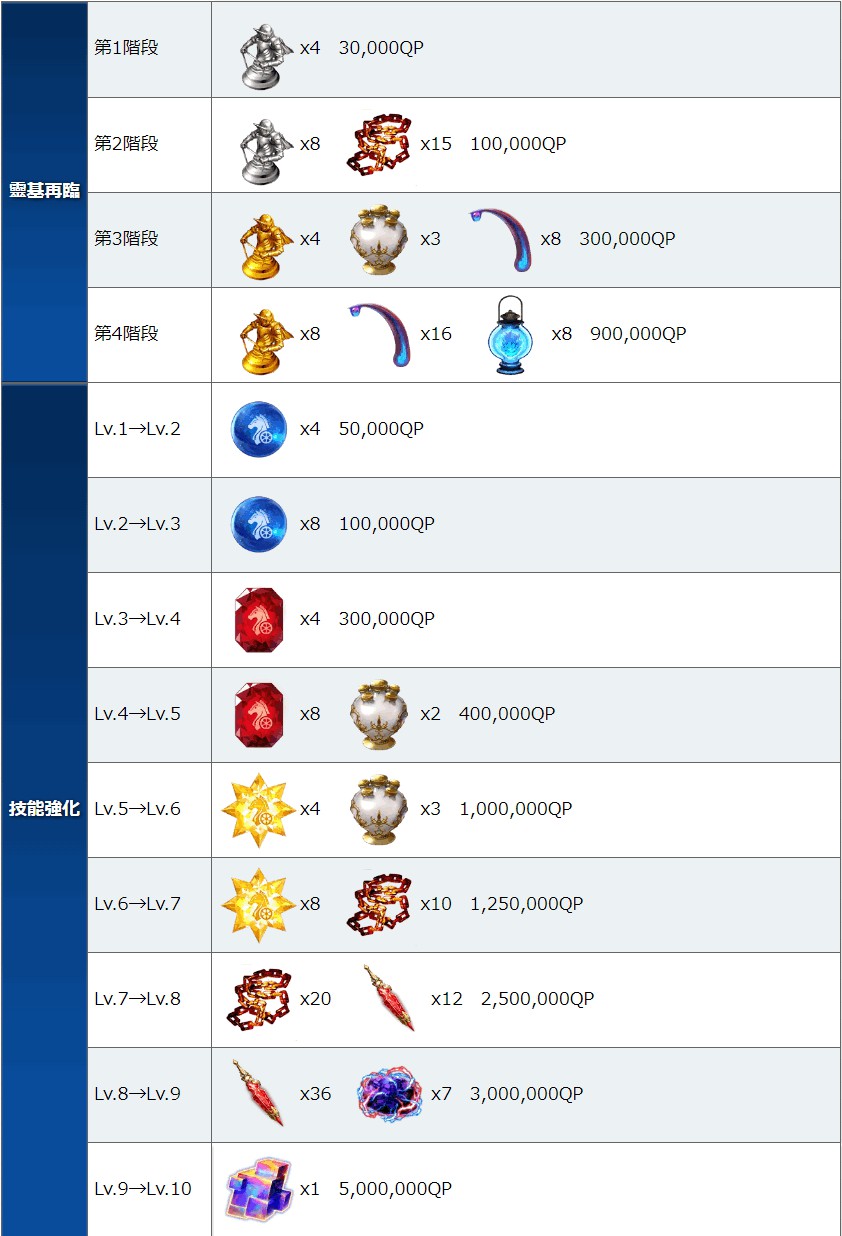 靈基再臨
第1階段 x4 30,000QP
第2階段 x8 x15 100,000QP
第3階段 x4 x3 x8 300,000QP
第4階段 x8 x16 x8 900,000QP
技能強化
Lv.1→Lv.2 x4 50,000QP
Lv.2→Lv.3 x8 100,000QP
Lv.3→Lv.4 x4 300,000QP
Lv.4→Lv.5 x8 x2 400,000QP
Lv.5→Lv.6 x4 x3 1,000,000QP
Lv.6→Lv.7 x8 x10 1,250,000QP
Lv.7→Lv.8 x20 x12 2,500,000QP
Lv.8→Lv.9 x36 x7 3,000,000QP
Lv.9→Lv.10 x1 5,000,000QP